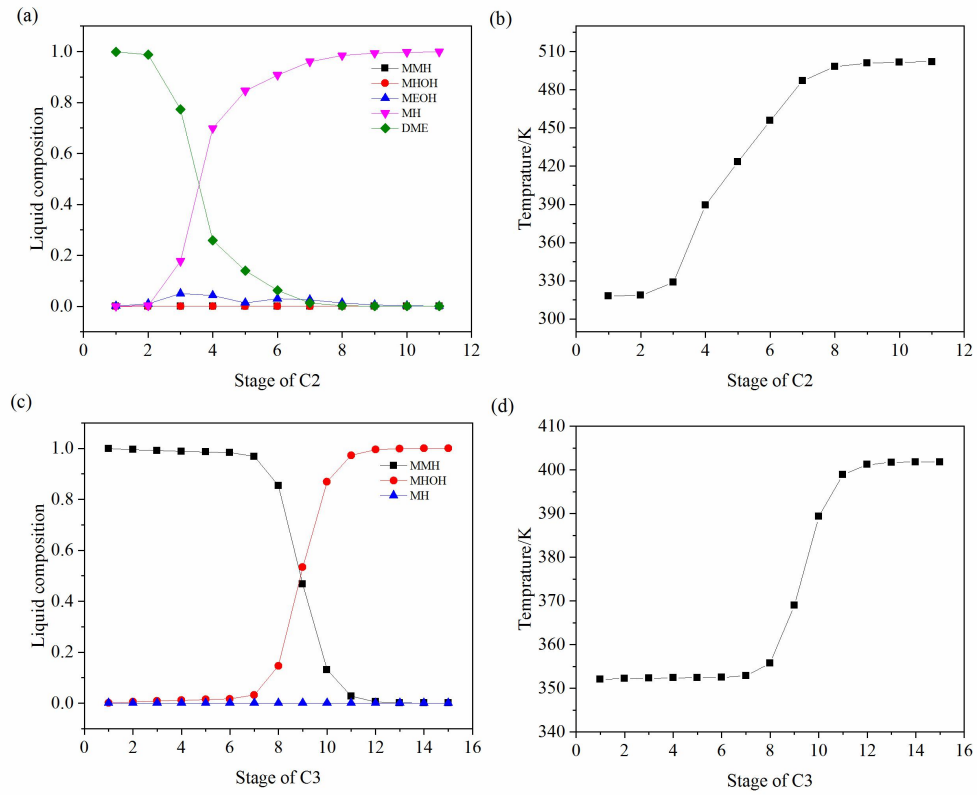 (a)
Liquid composition
1.0
0.8
0.6
0.4
0.2
0.0
MMH
MHOH
MEOH
MH
DME
0 2 4 6 8 10 12
Stage of C2
(b)
Temprature/K
510
480
450
420
390
360
330
300
0 2 4 6 8 10 12
Stage of C2
(c)
Liquid composition
1.0
0.8
0.6
0.4
0.2
0.0
MMH
MHOH
MH
0 2 4 6 8 10 12 14 16
Stage of C3
(d)
Temprature/K
410
400
390
380
370
360
350
340
0 2 4 6 8 10 12 14 16
Stage of C3